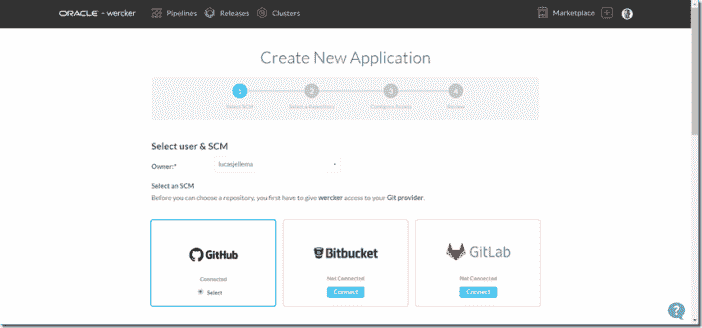 ORACLE - wercker Pipelines Releases Clusters Marketplace
Create New Application
1 2 3 4
Select SCM Select a Repository Configure Access Review
Select user & SCM
Owner:* lucasjellema
Select an SCM
Before you can choose a repository, you first have to give wercker access to your Git provider.
GitHub Bitbucket GitLab
Connected Not Connected Not Connected
Select Connect Connect